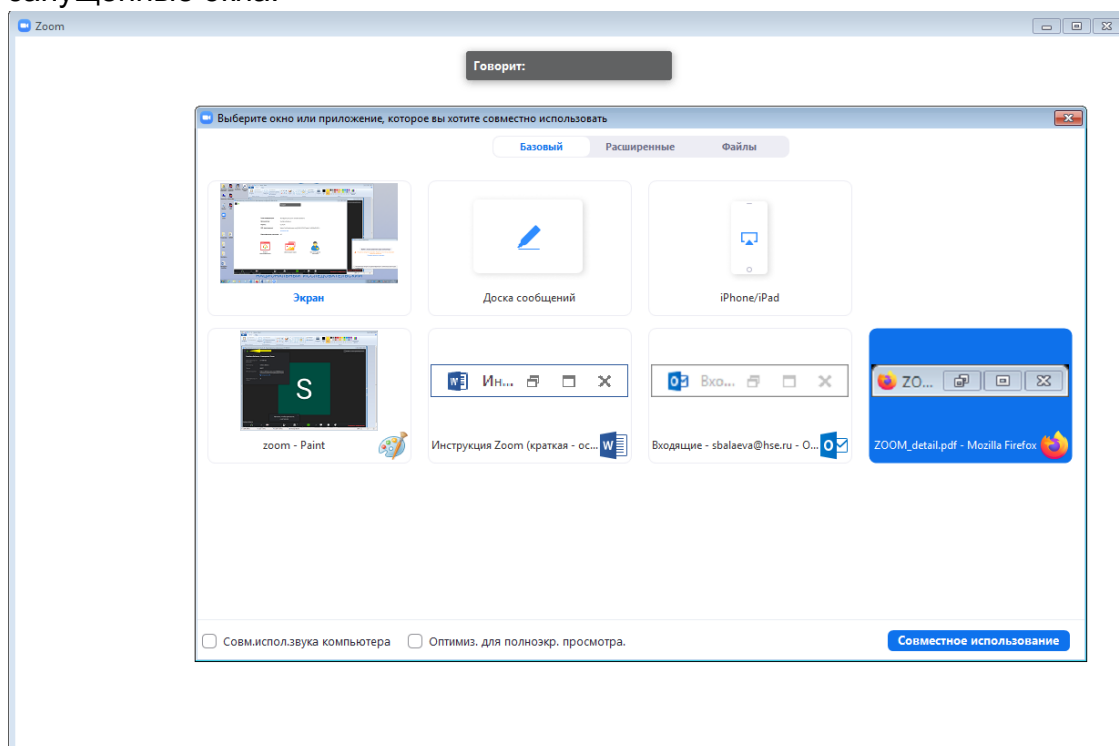 запущенные окна.
Zoom
Говорит:
Выберите окно или приложение, которое вы хотите совместно использовать
Базовый Расширенные Файлы
Экран Доска сообщений iPhone/iPad
S
Ин... Вхо... ZO...
zoom - Paint Инструкция Zoom (краткая - ос... Входящие - sbalaeva@hse.ru - O... ZOOM_detail.pdf - Mozilla Firefox
Совм.испол.звука компьютера Оптимиз. для полноэкр. просмотра. Совместное использование